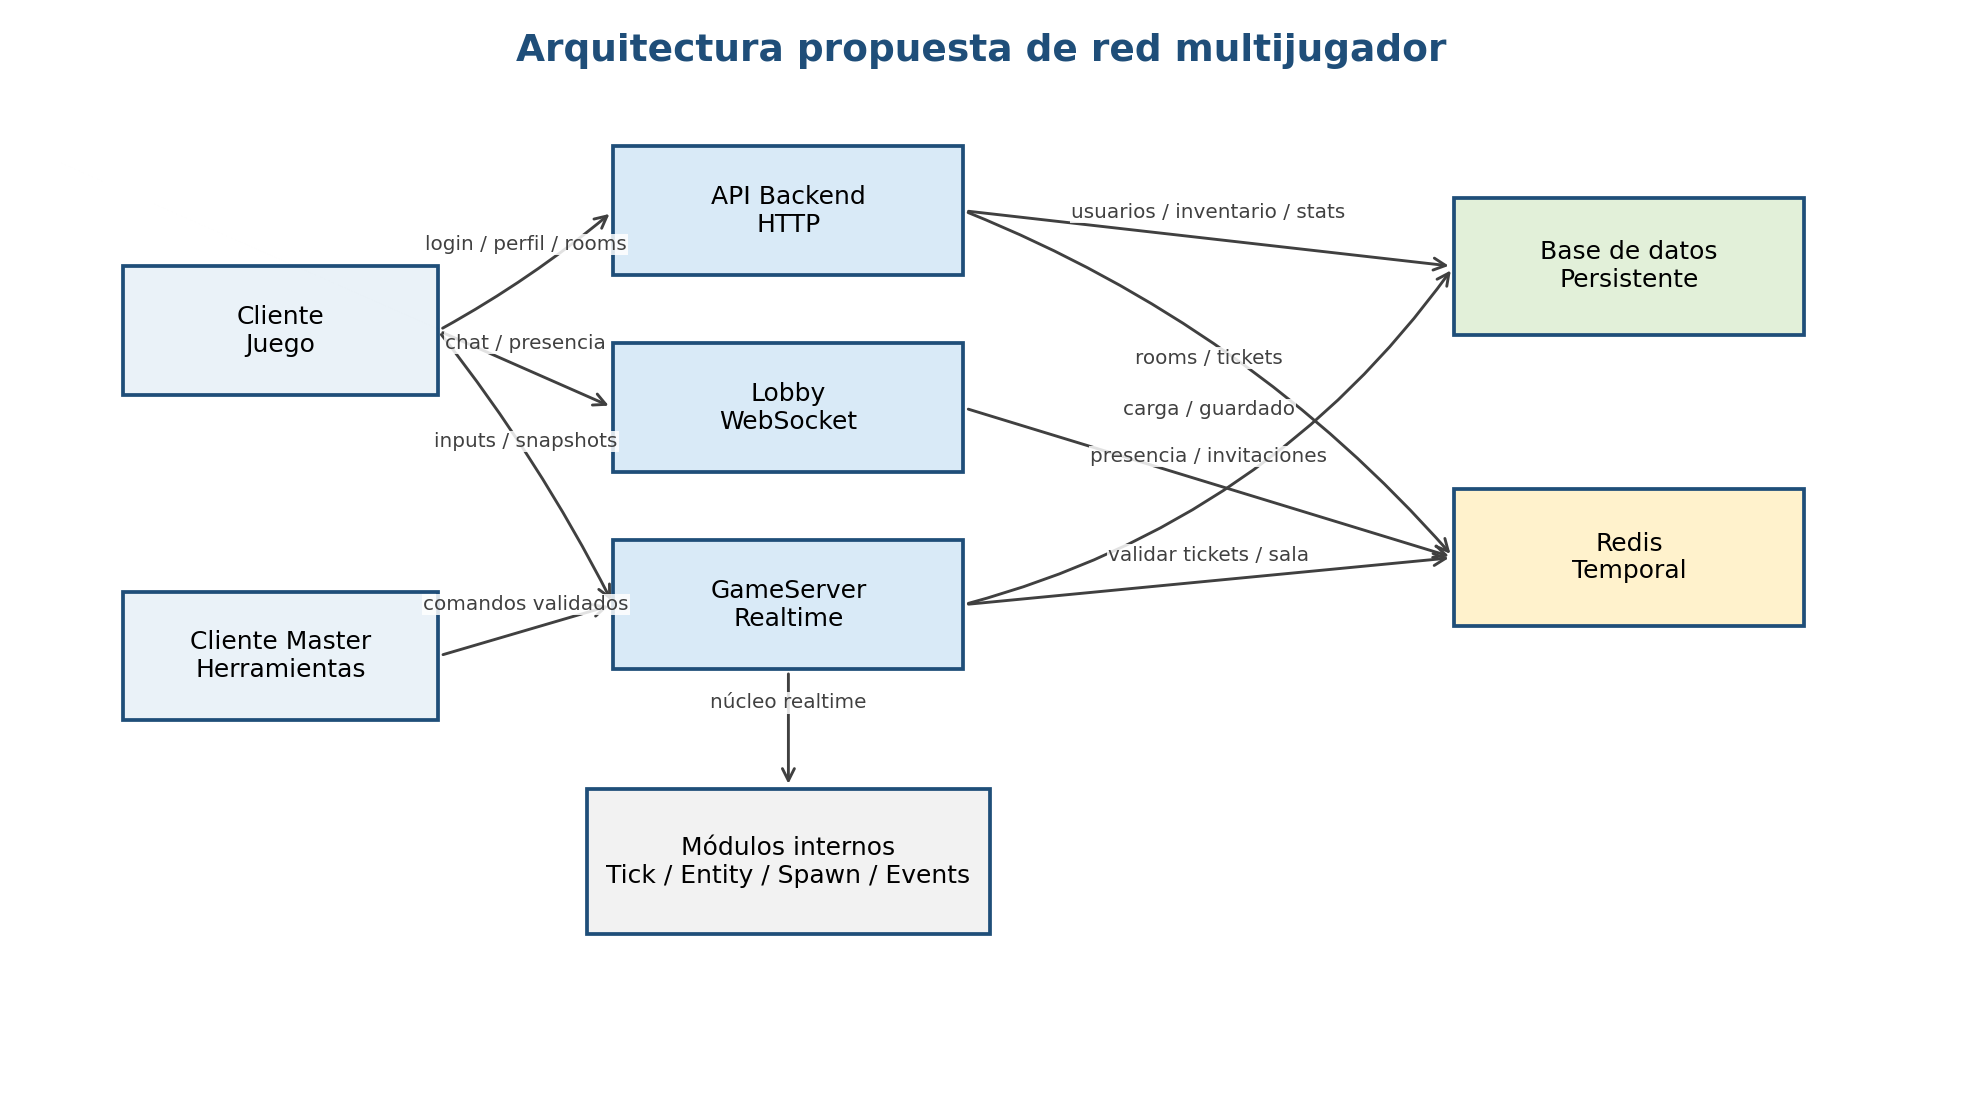 Arquitectura propuesta de red multijugador
API Backend
HTTP
usuarios / inventario / stats
login / perfil / rooms
Base de datos
Persistente
Cliente
Juego
chat / presencia
rooms / tickets
Lobby
WebSocket
carga / guardado
inputs / snapshots
presencia / invitaciones
Redis
Temporal
validar tickets / sala
GameServer
Realtime
comandos validados
Cliente Master
Herramientas
núcleo realtime
Módulos internos
Tick / Entity / Spawn / Events